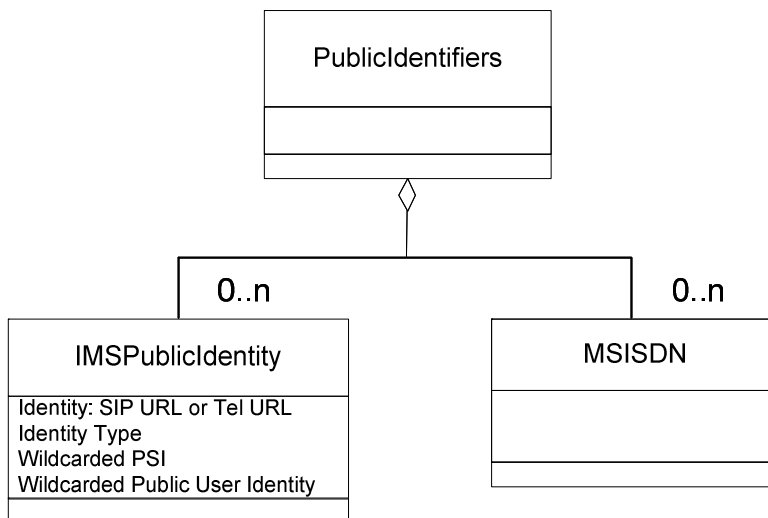 PublicIdentifiers
0..n
0..n
IMSPublicIdentity
MSISDN
Identity: SIP URL or Tel URL
Identity Type
Wildcarded PSI
Wildcarded Public User Identity